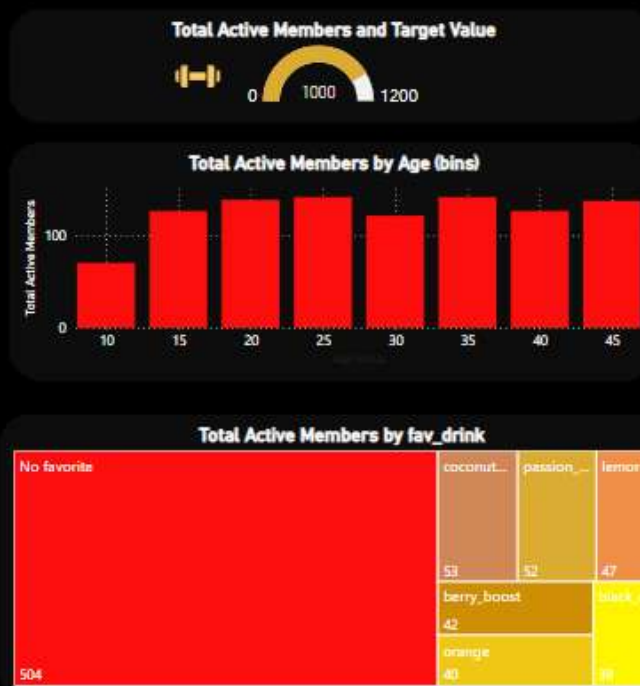 Total Active Members and Target Value
0 1000 1200
Total Active Members by Age (bins)
Total Active Members
100
0
10 15 20 25 30 35 40 45
Total Active Members by fav_drink
No favorite coconut... passion_... lemon
53 52 47
berry_boost
42
orange
504 40